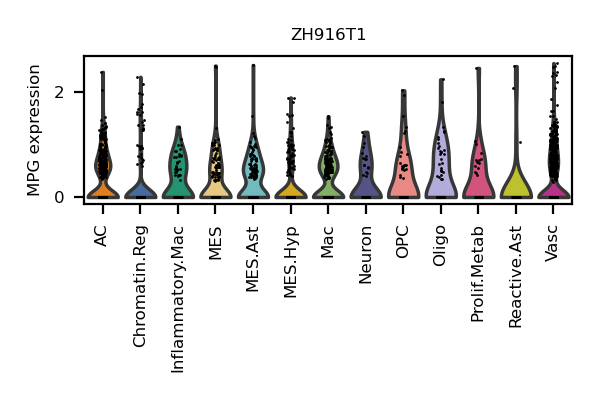 ZH916T1
MPG expression
2
0
AC
Chromatin.Reg
Inflammatory.Mac
MES
MES.Ast
MES.Hyp
Mac
Neuron
OPC
Oligo
Prolif.Metab
Reactive.Ast
Vasc